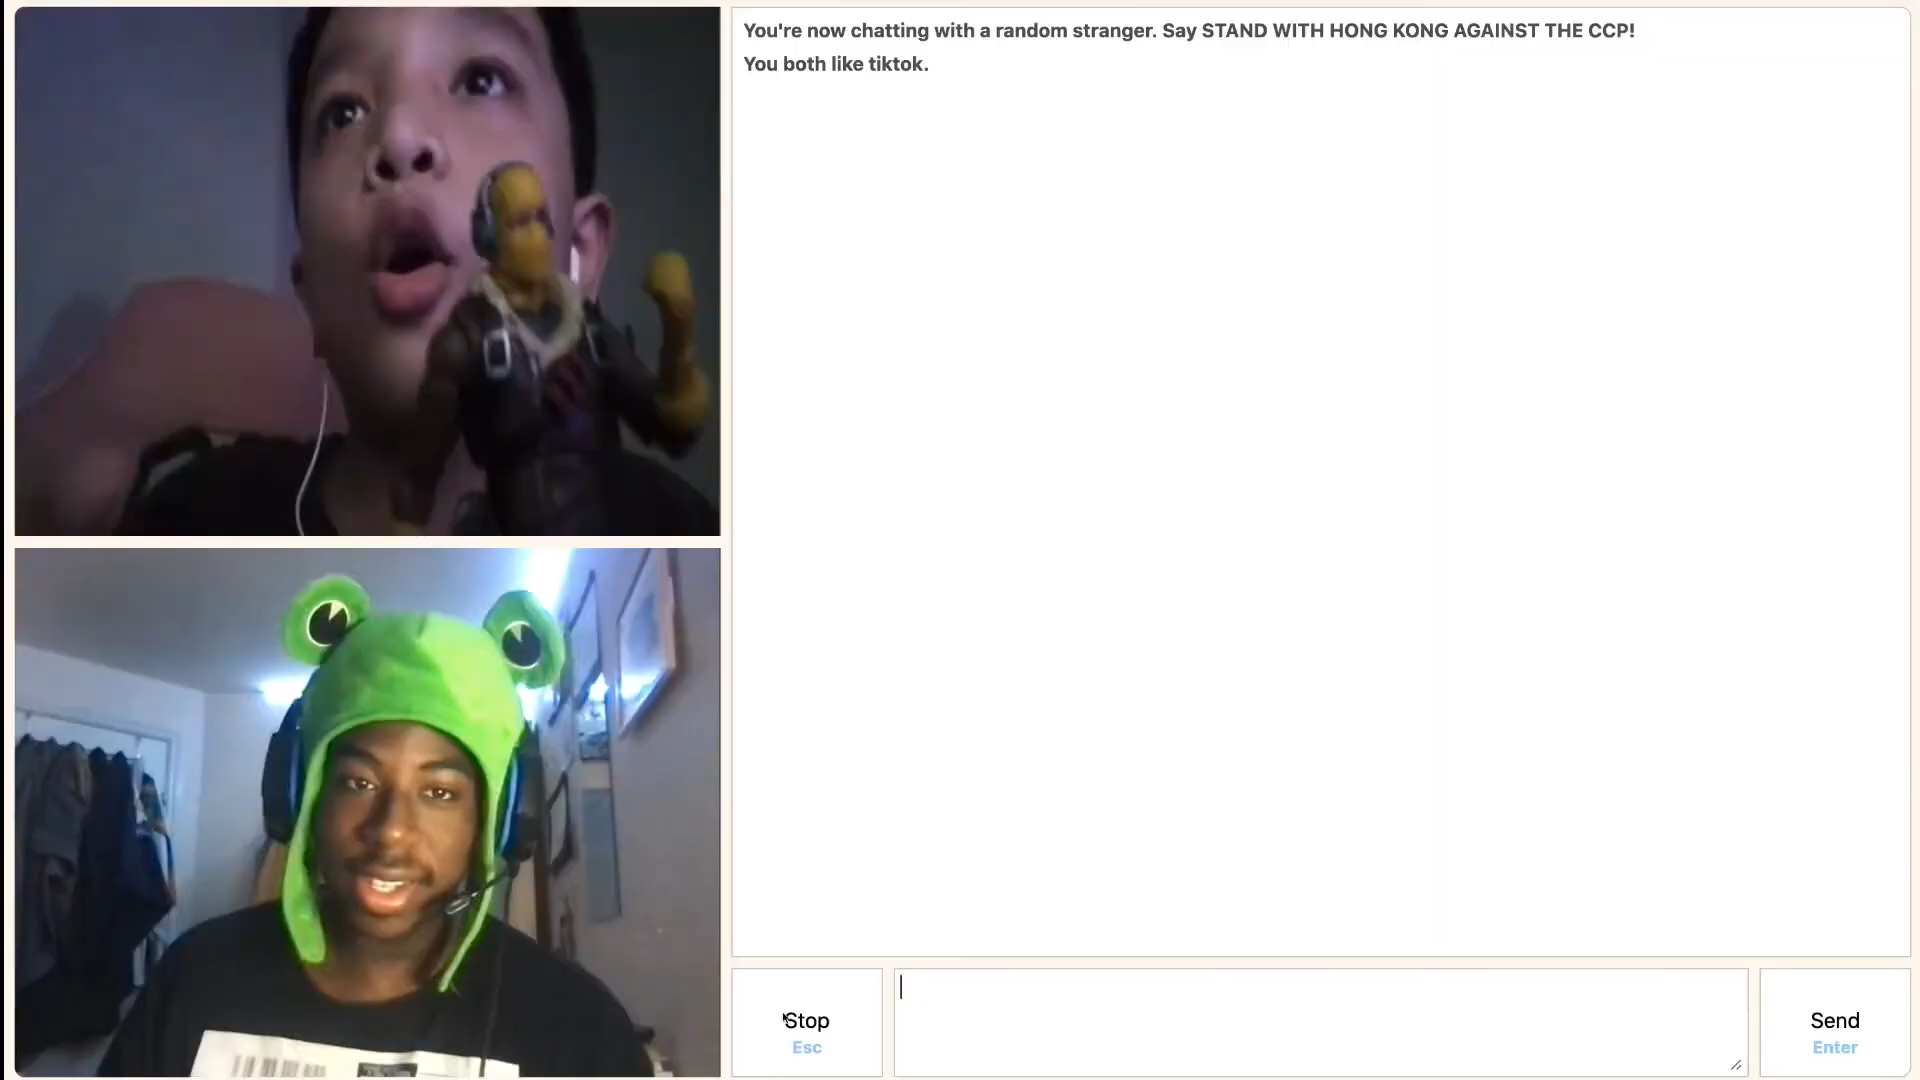 You're now chatting with a random stranger. Say STAND WITH HONG KONG AGAINST THE CCP!
You both like tiktok.
Stop
Esc
Send
Enter